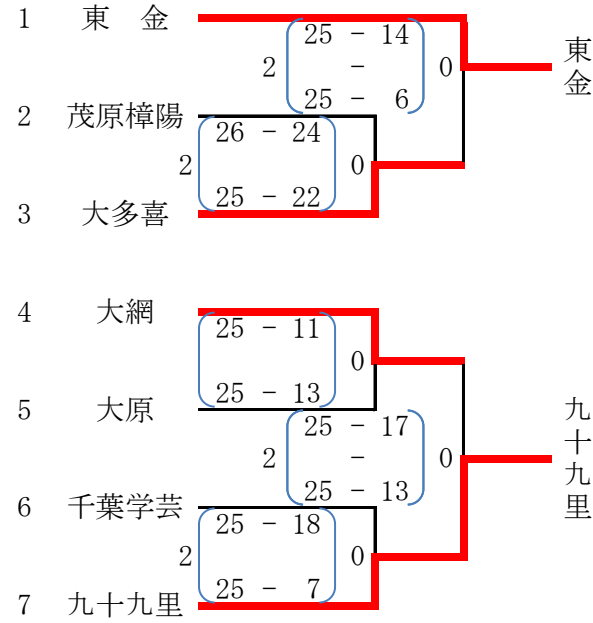 1 東 金
25 - 14
2 - 0
25 - 6
東金
2 茂原樟陽
26 - 24
2 0
25 - 22
3 大多喜
4 大網
25 - 11
0
25 - 13
5 大原
25 - 17
2 - 0
25 - 13
九十九里
6 千葉学芸
25 - 18
2 0
25 - 7
7 九十九里